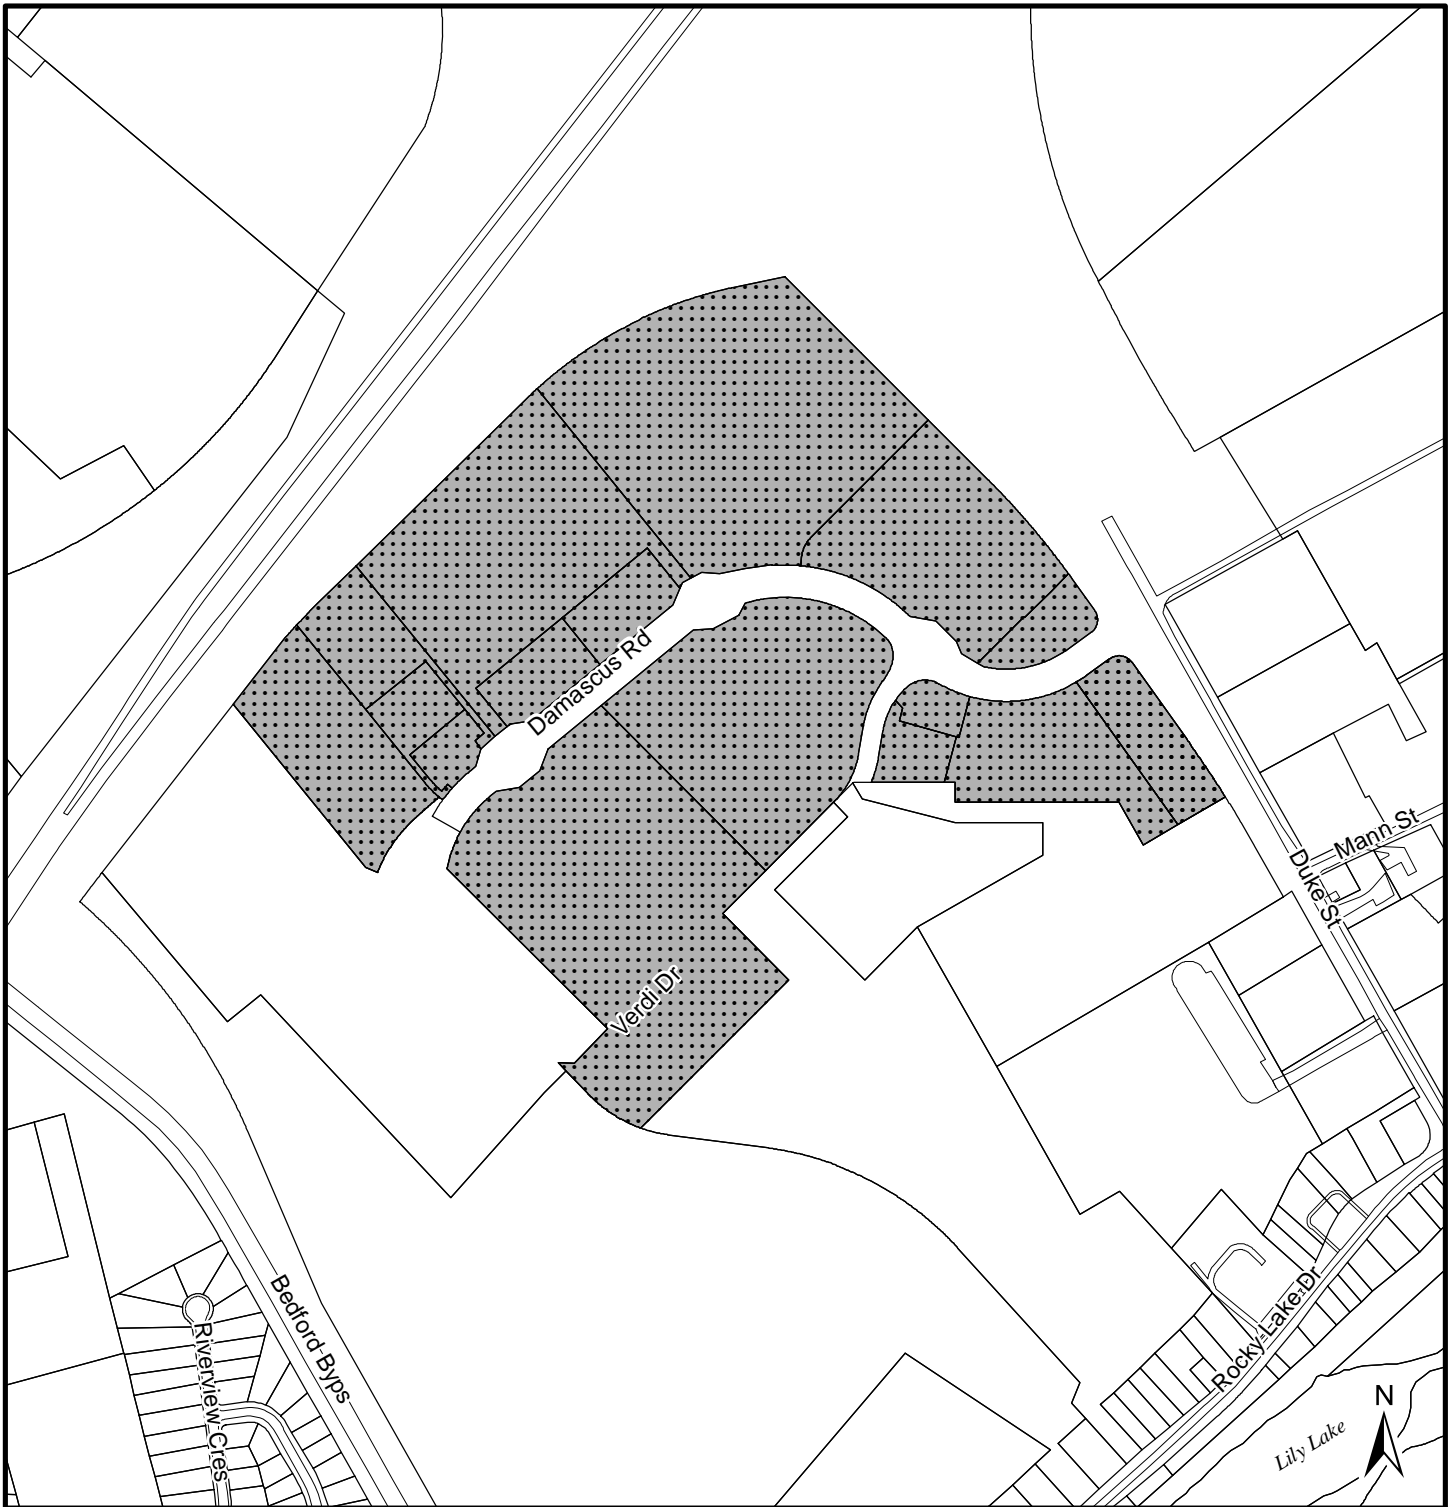 Damascus Rd
Mann St
Duke St
Verdi Dr
Bedford Byps
Riverview Cres
Rocky Lake Dr
N
Lily Lake